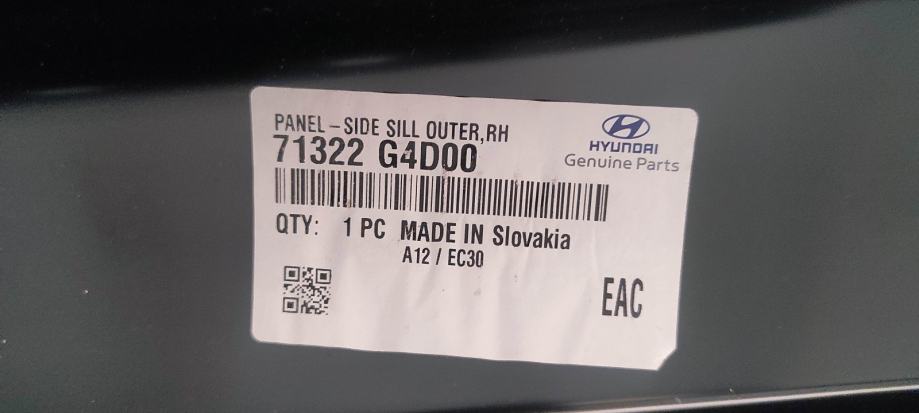 PANEL-SIDE SILL OUTER,RH
71322 G4D00
HYUNDAI
Genuine Parts
QTY: 1 PC MADE IN Slovakia
A12 / EC30
EAC